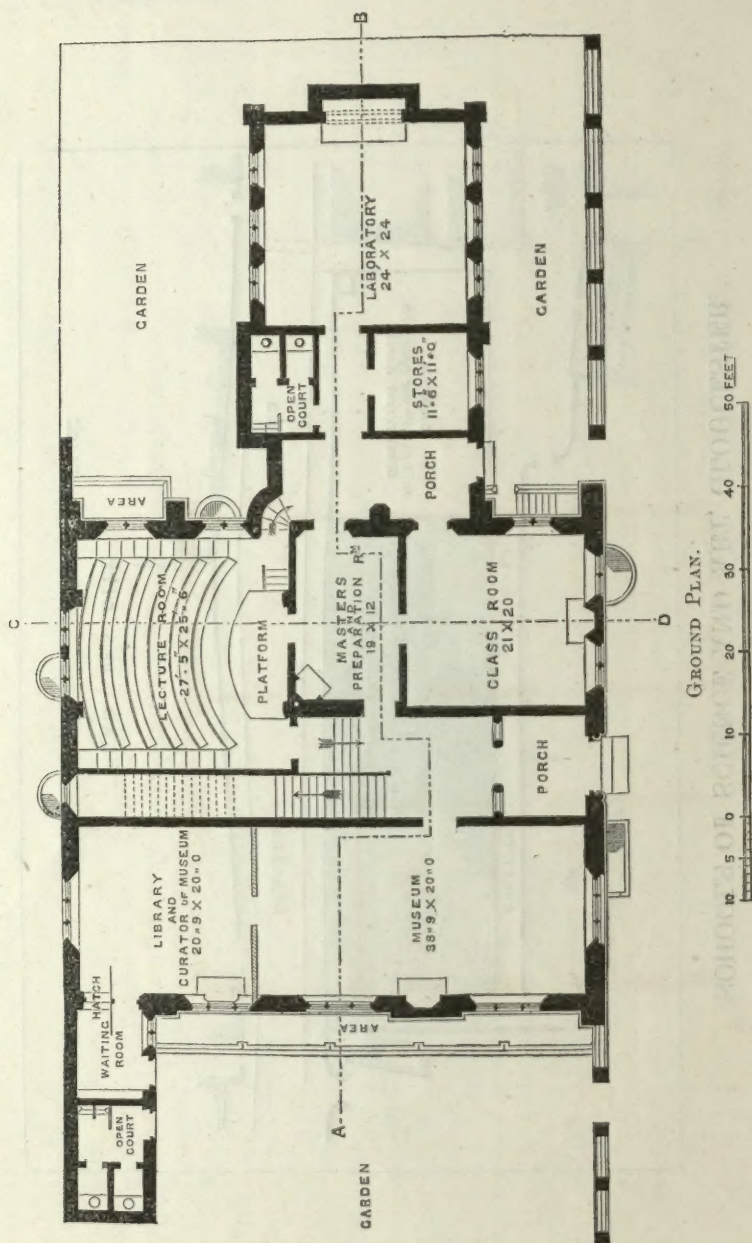 GARDEN
B
OPEN COURT
WAITING ROOM
HATCH
LIBRARY
AND
CURATOR OF MUSEUM
20"9 X 20"0
C
LECTURE ROOM
27'.5" X 25"6"
AREA
PLATFORM
OPEN
COURT
LABORATORY
24' X 24
MASTERS
AND
PREPARATION RM
19 X 12
STORES
11"6 X 11"0"
A
AREA
MUSEUM
38"9 X 20"0
PORCH
CLASS ROOM
21 X 20
PORCH
GARDEN
GARDEN
D
GROUND PLAN.
10 5 0 10 20 30 40 50 FEET